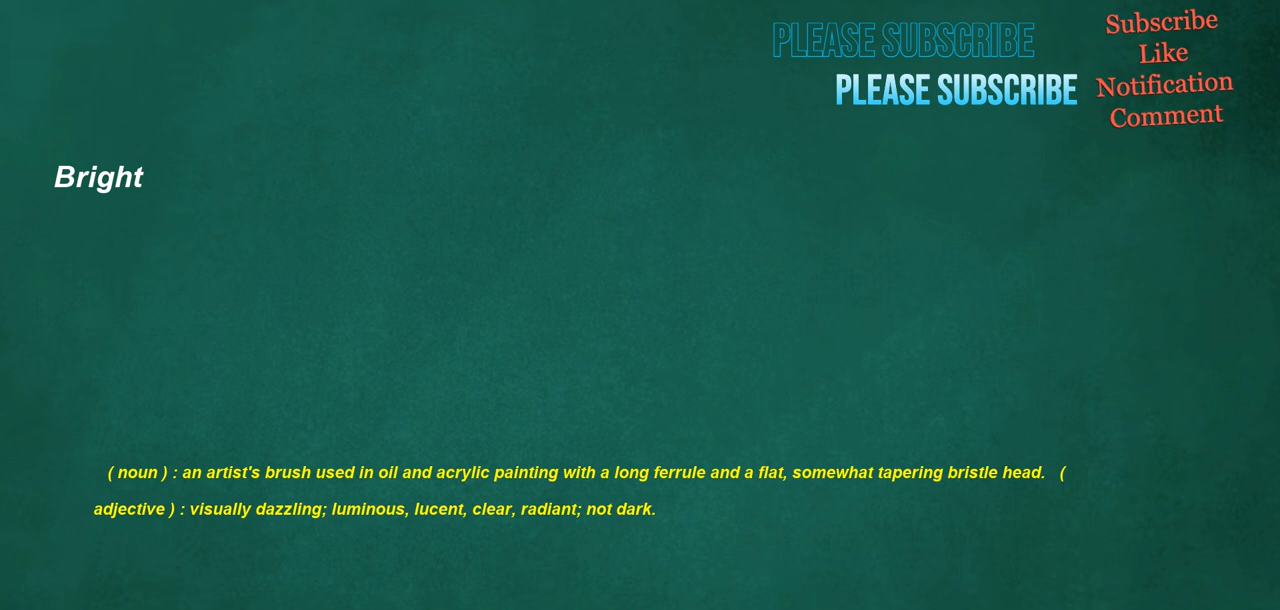 PLEASE SUBSCRIBE
PLEASE SUBSCRIBE
Subscribe
Like
Notification
Comment
Bright
( noun ) : an artist's brush used in oil and acrylic painting with a long ferrule and a flat, somewhat tapering bristle head. (
adjective ) : visually dazzling; luminous, lucent, clear, radiant; not dark.